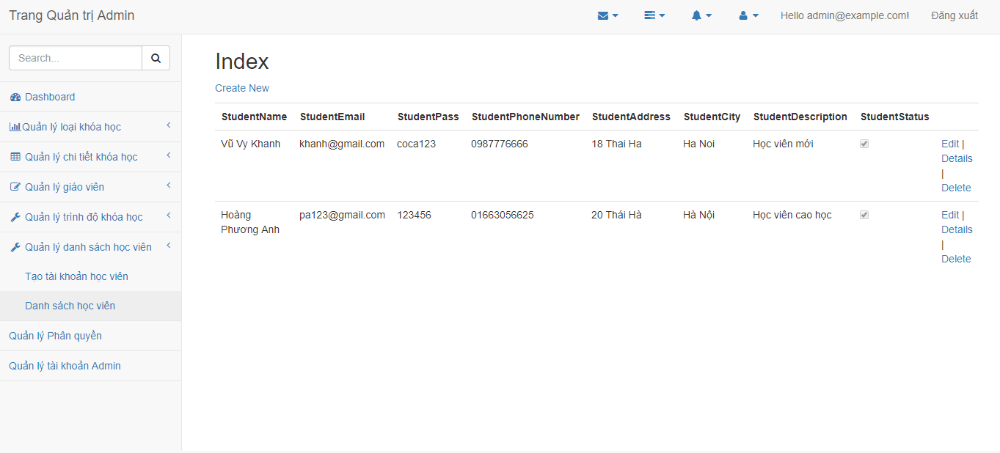 Trang Quản trị Admin
Hello admin@example.com!
Đăng xuất
Search...
Dashboard
Quản lý loại khóa học
Quản lý chi tiết khóa học
Quản lý giáo viên
Quản lý trình độ khóa học
Quản lý danh sách học viên
Tạo tài khoản học viên
Danh sách học viên
Quản lý Phân quyền
Quản lý tài khoản Admin
Index
Create New
StudentName StudentEmail StudentPass StudentPhoneNumber StudentAddress StudentCity StudentDescription StudentStatus
Vũ Vy Khanh khanh@gmail.com coca123 0987776666 18 Thai Ha Ha Noi Học viên mới Edit |
Details
|
Delete
Hoàng pa123@gmail.com 123456 01663056625 20 Thái Hà Hà Nội Học viên cao học Edit |
Phương Anh Details
|
Delete